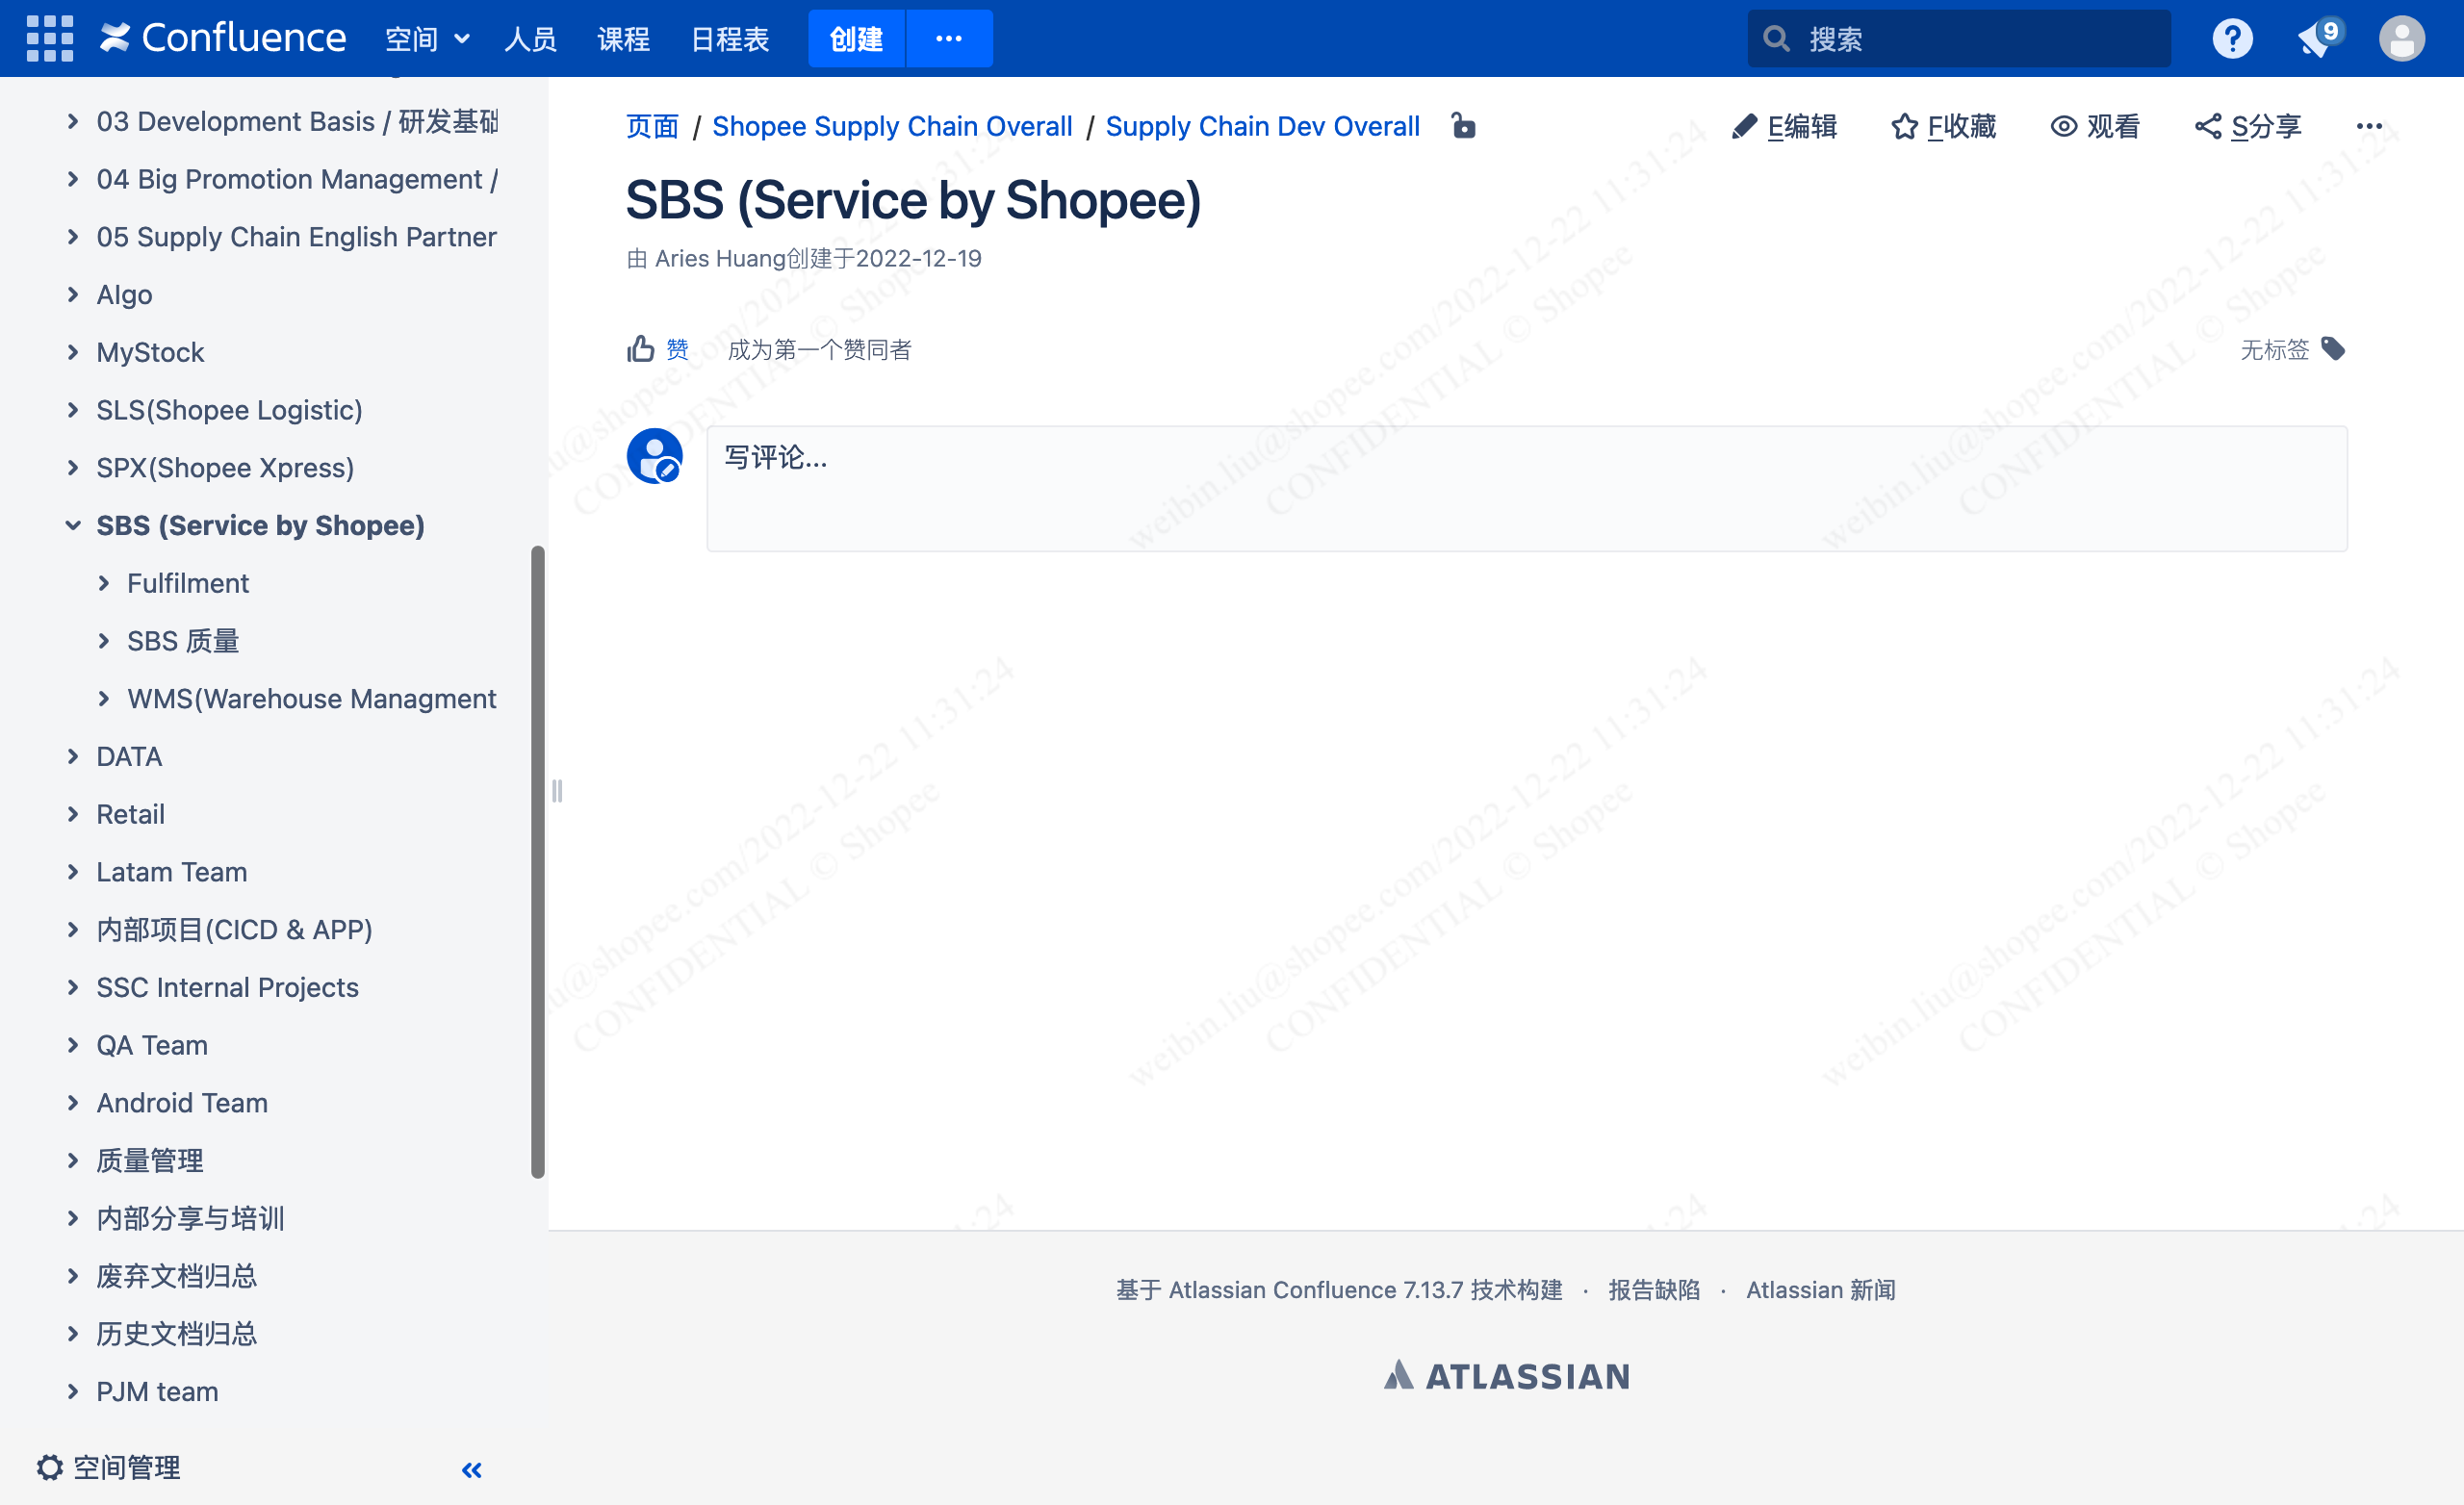 Confluence 空间 人员 课程 日程表 创建 ··· 搜索 9
03 Development Basis / 研发基础
04 Big Promotion Management /
05 Supply Chain English Partner
Algo
MyStock
SLS(Shopee Logistic)
SPX(Shopee Xpress)
SBS (Service by Shopee)
Fulfilment
SBS 质量
WMS(Warehouse Managment
DATA
Retail
Latam Team
内部项目(CICD & APP)
SSC Internal Projects
QA Team
Android Team
质量管理
内部分享与培训
废弃文档归总
历史文档归总
PJM team
空间管理
页面 / Shopee Supply Chain Overall / Supply Chain Dev Overall
E编辑 F收藏 观看 S分享 ···
SBS (Service by Shopee)
由 Aries Huang创建于2022-12-19
赞 成为第一个赞同者
无标签
写评论...
weibin.liu@shopee.com/2022-12-22 11:31:24
CONFIDENTIAL © Shopee
基于 Atlassian Confluence 7.13.7 技术构建 · 报告缺陷 · Atlassian 新闻
ATLASSIAN